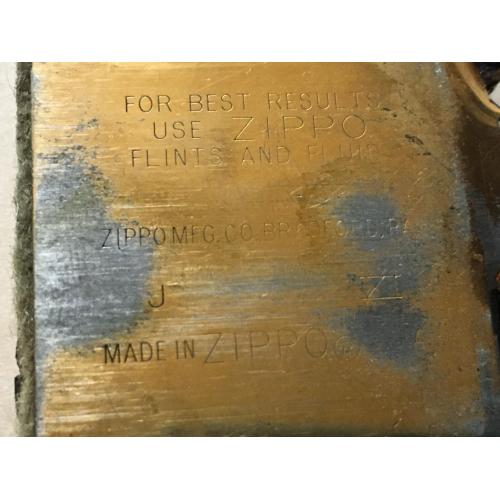 FOR BEST RESULTS
USE ZIPPO
FLINTS AND FLUID
ZIPPO MFG. CO. BRADFORD, PA.
J
MADE IN ZIPPO